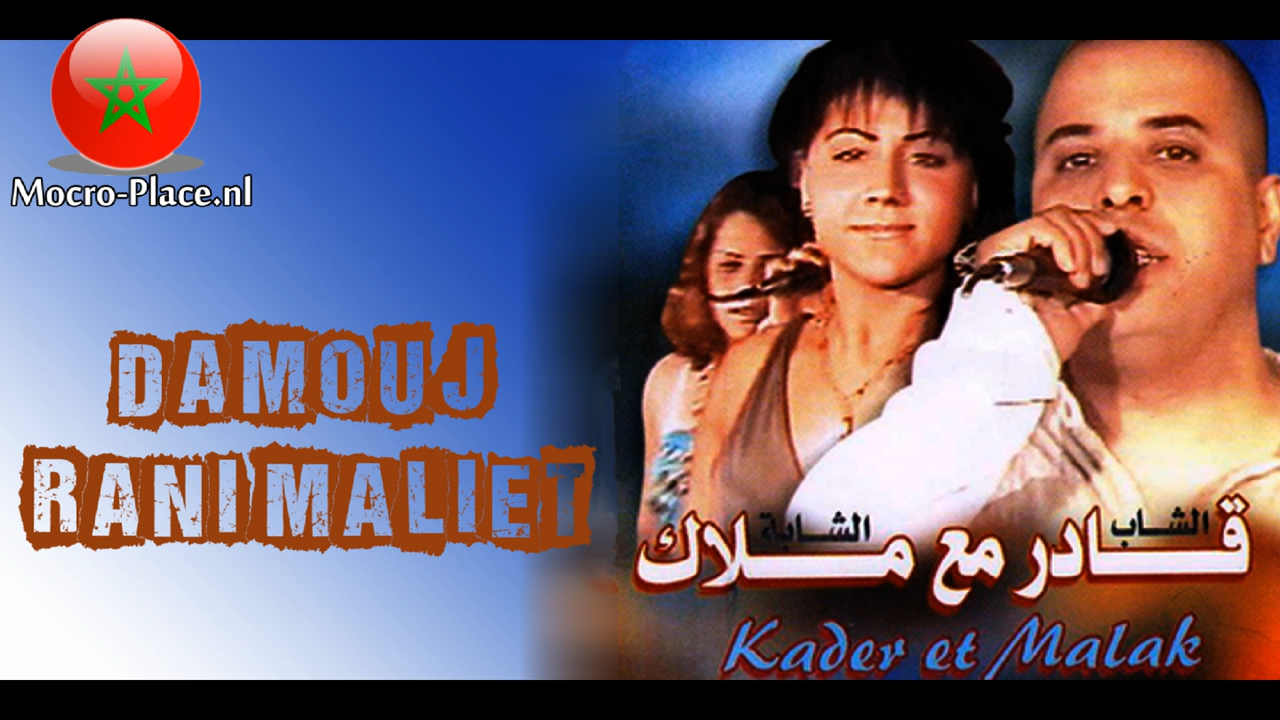 Mocro-Place.nl
DAMOUJ
RANI MALIET
الشاب الشابة
قادر مع ملاك
Kader et Malak